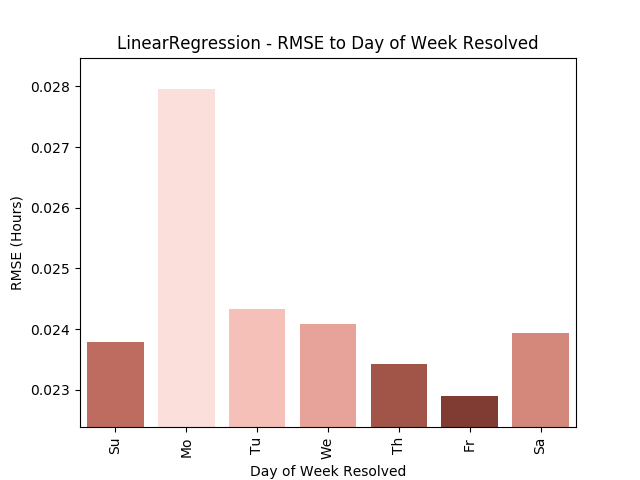 LinearRegression - RMSE to Day of Week Resolved
0.028
0.027
0.026
0.025
0.024
0.023
RMSE (Hours)
Su Mo Tu We Th Fr Sa
Day of Week Resolved